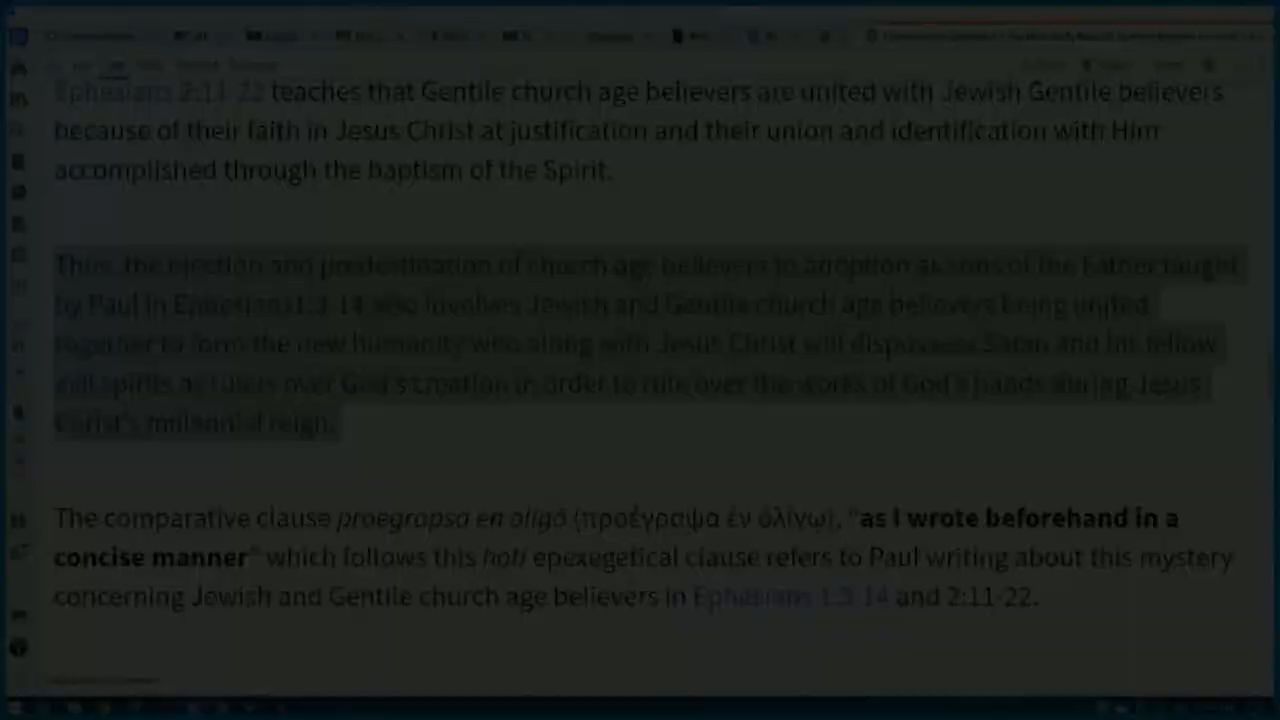 Ephesians 2:11-22 teaches that Gentile church age believers are united with Jewish Gentile believers
because of their faith in Jesus Christ at justification and their union and identification with Him
accomplished through the baptism of the Spirit.
Thus, the election and predestination of church age believers to adoption as sons of the Father taught
by Paul in Ephesians 1:3-14 also involves Jewish and Gentile church age believers being united
together to form the new humanity who along with Jesus Christ will dispossess Satan and his fellow
evil spirits as rulers over God's creation in order to rule over the works of God's hands during Jesus
Christ's millennial reign.
The comparative clause proegrapsa en oligō (προέγραψα ἐν ὀλίγῳ), "as I wrote beforehand in a
concise manner" which follows this hoti epexegetical clause refers to Paul writing about this mystery
concerning Jewish and Gentile church age believers in Ephesians 1:3-14 and 2:11-22.